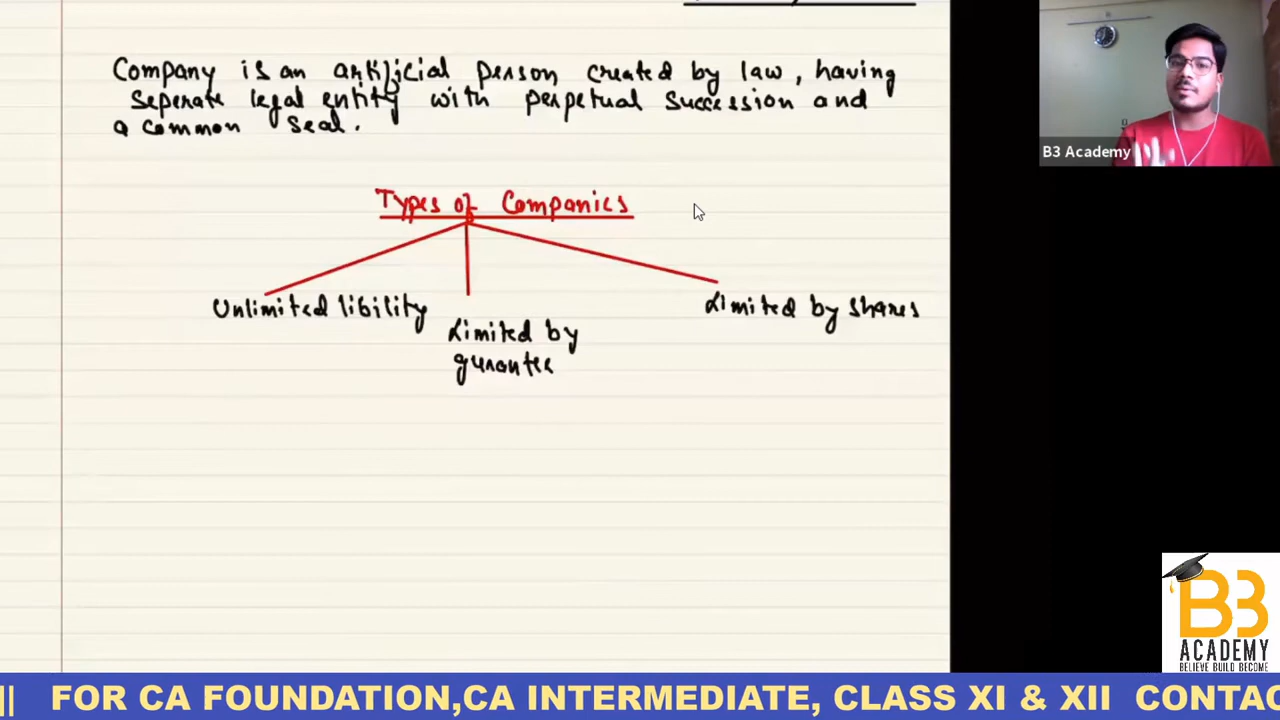 Company is an artificial person created by law, having
seperate legal entity with perpetual succession and
a common seal.
B3 Academy
Types of Companies
Unlimited libility
Limited by
gurantee
Limited by shares
B3
ACADEMY
BELIEVE BUILD BECOME
|| FOR CA FOUNDATION,CA INTERMEDIATE, CLASS XI & XII CONTAC